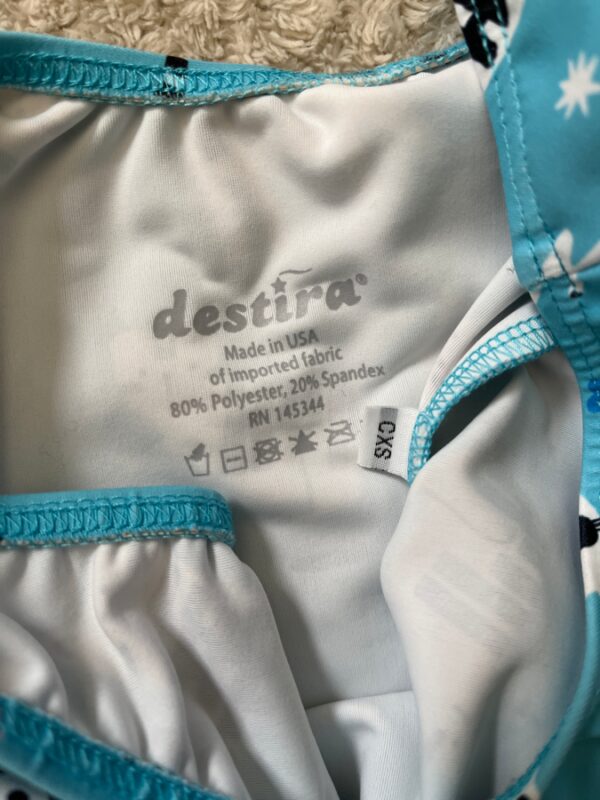 destira®
Made in USA
of imported fabric
80% Polyester, 20% Spandex
RN 145344
CXS